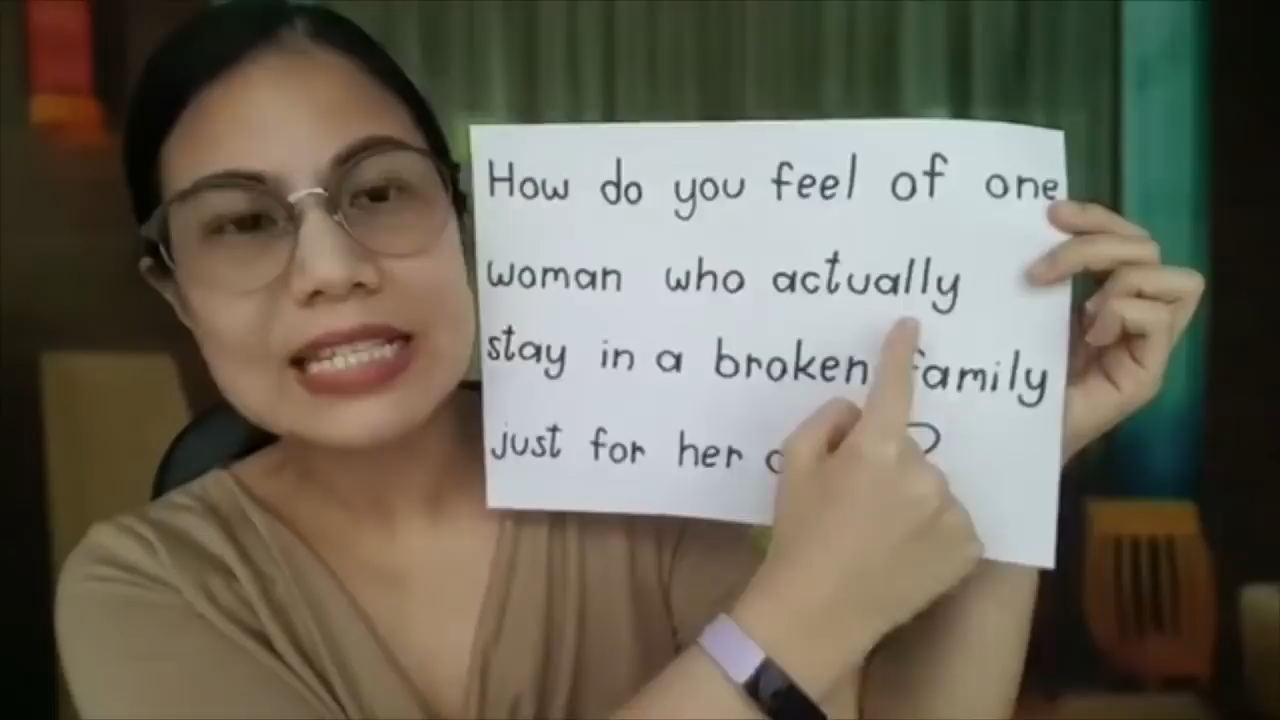 How do you feel of one
woman who actually
stay in a broken family
just for her ?